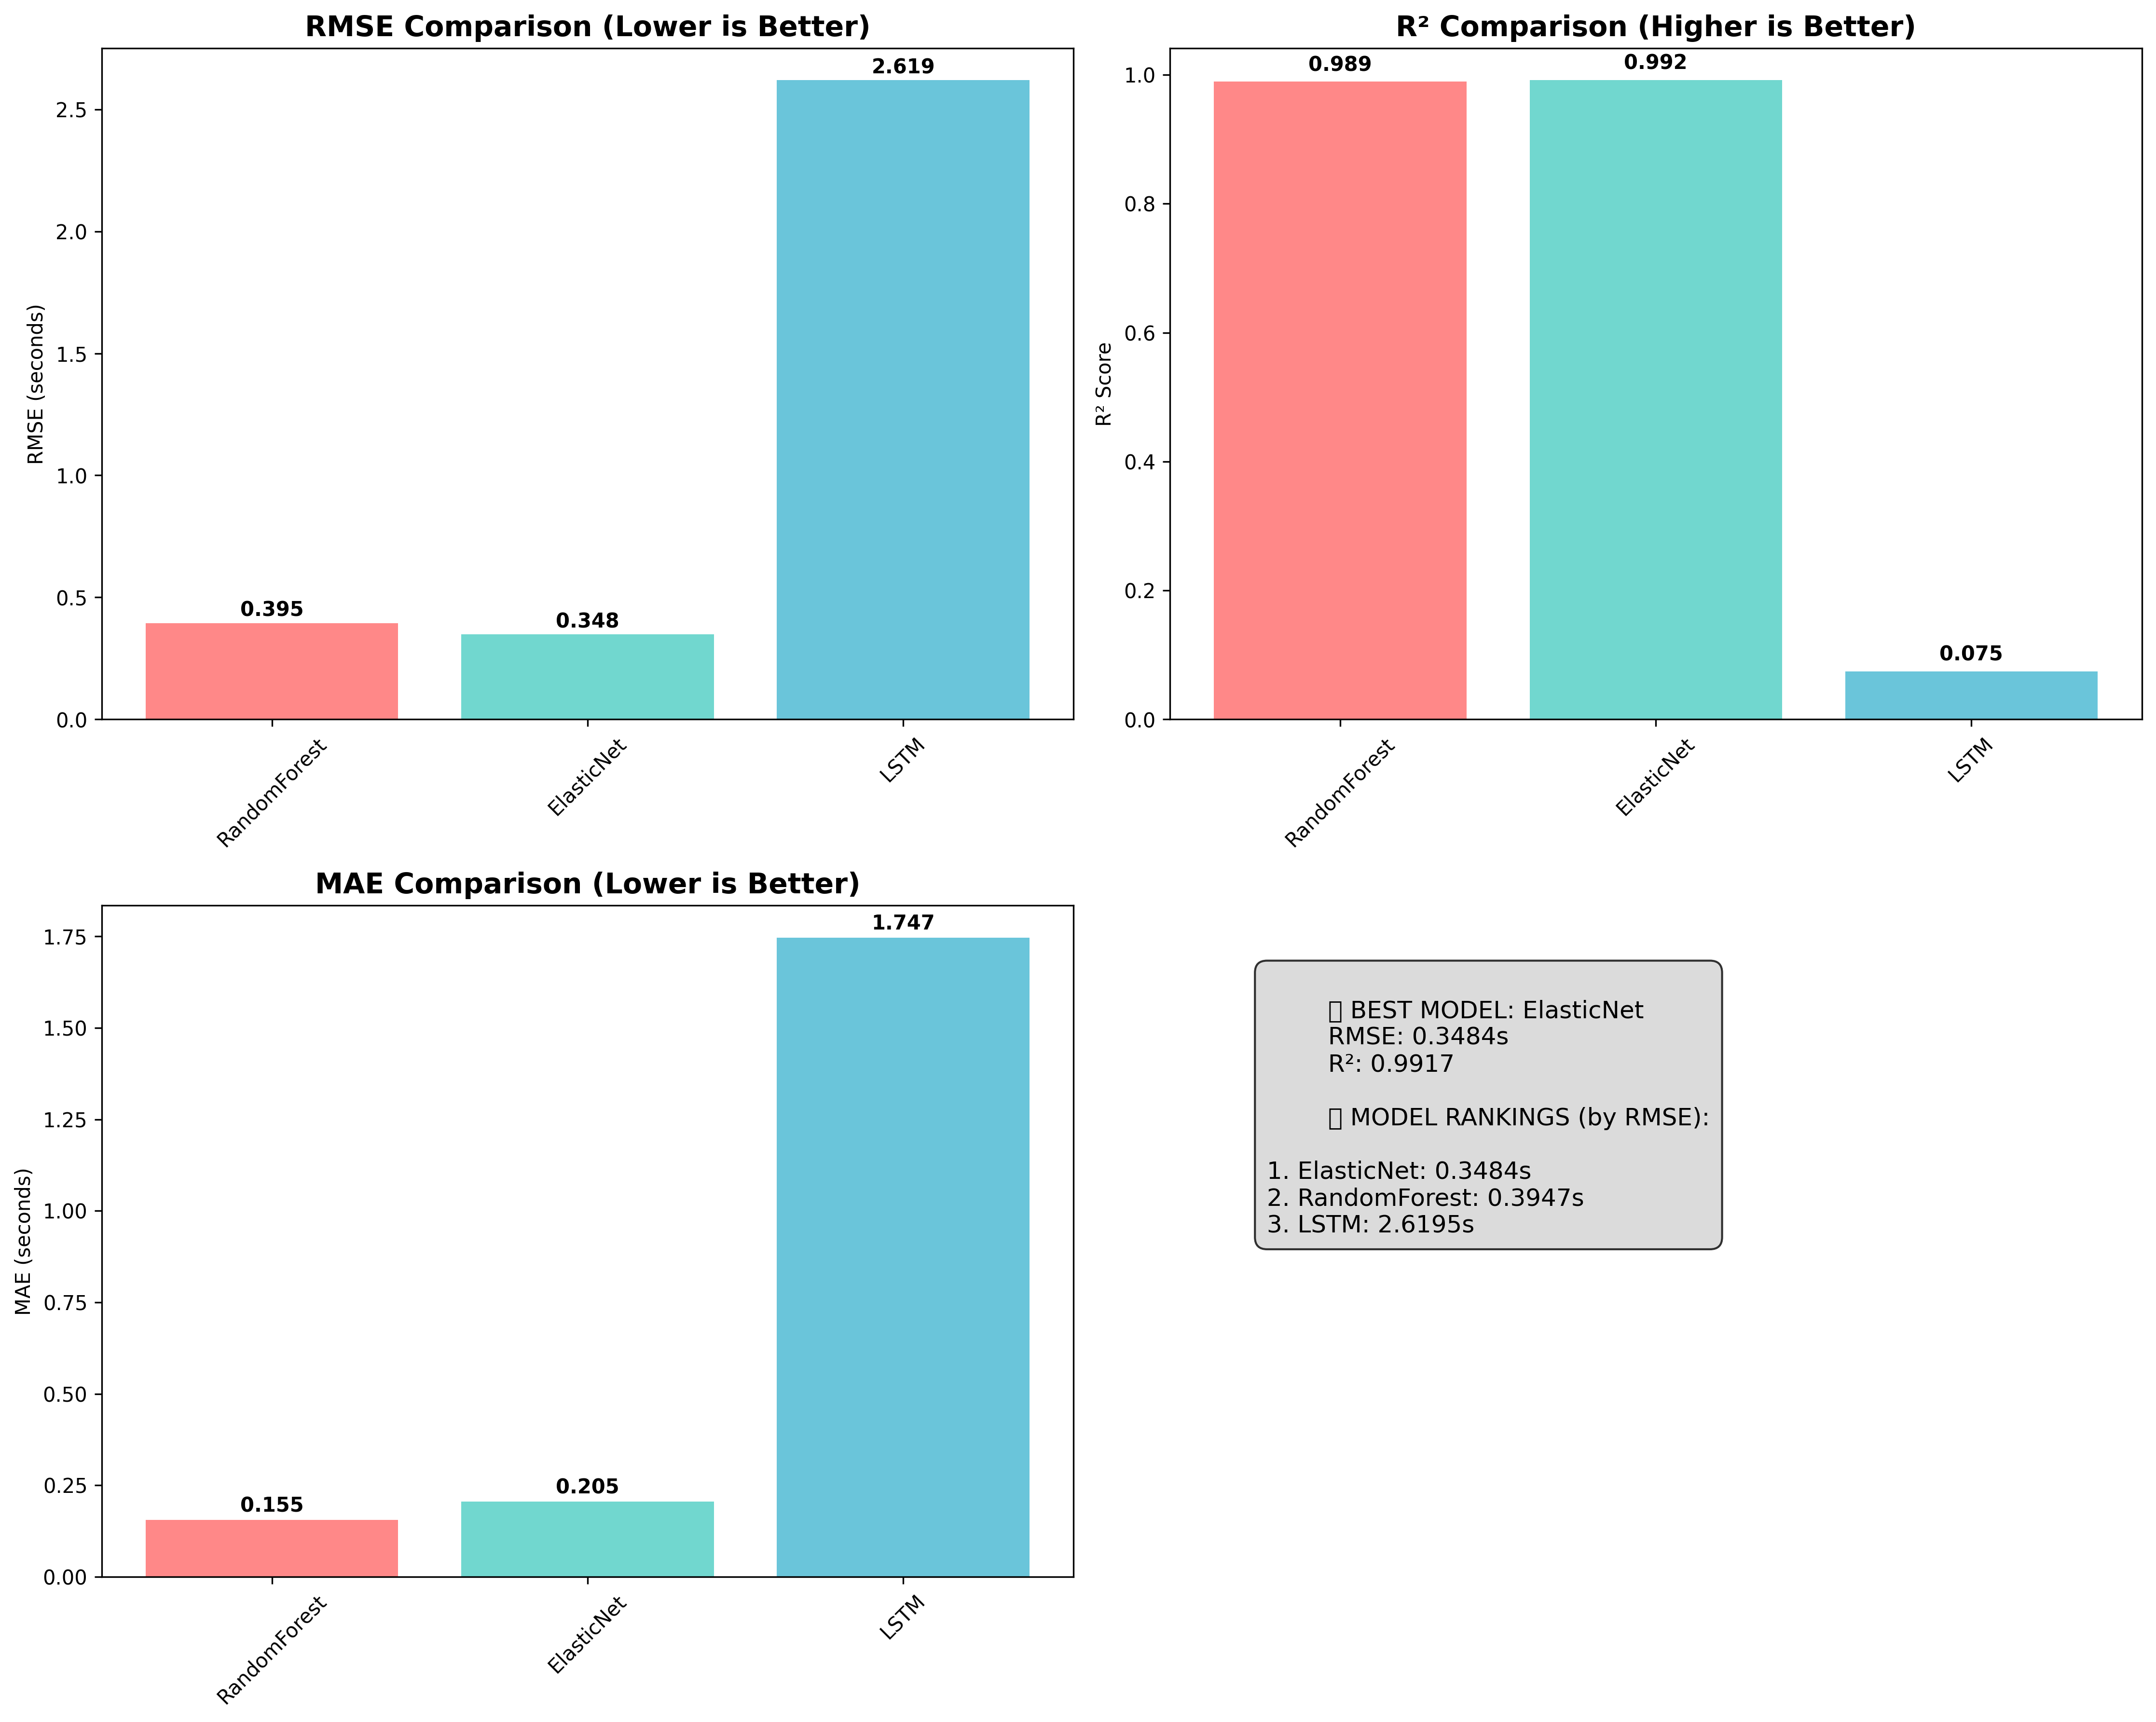 RMSE Comparison (Lower is Better)
RMSE (seconds)
2.5
2.0
1.5
1.0
0.5
0.0
0.395
0.348
2.619
RandomForest
ElasticNet
LSTM
R² Comparison (Higher is Better)
R² Score
1.0
0.8
0.6
0.4
0.2
0.0
0.989
0.992
0.075
RandomForest
ElasticNet
LSTM
MAE Comparison (Lower is Better)
MAE (seconds)
1.75
1.50
1.25
1.00
0.75
0.50
0.25
0.00
0.155
0.205
1.747
RandomForest
ElasticNet
LSTM
BEST MODEL: ElasticNet
RMSE: 0.3484s
R²: 0.9917
MODEL RANKINGS (by RMSE):
1. ElasticNet: 0.3484s
2. RandomForest: 0.3947s
3. LSTM: 2.6195s